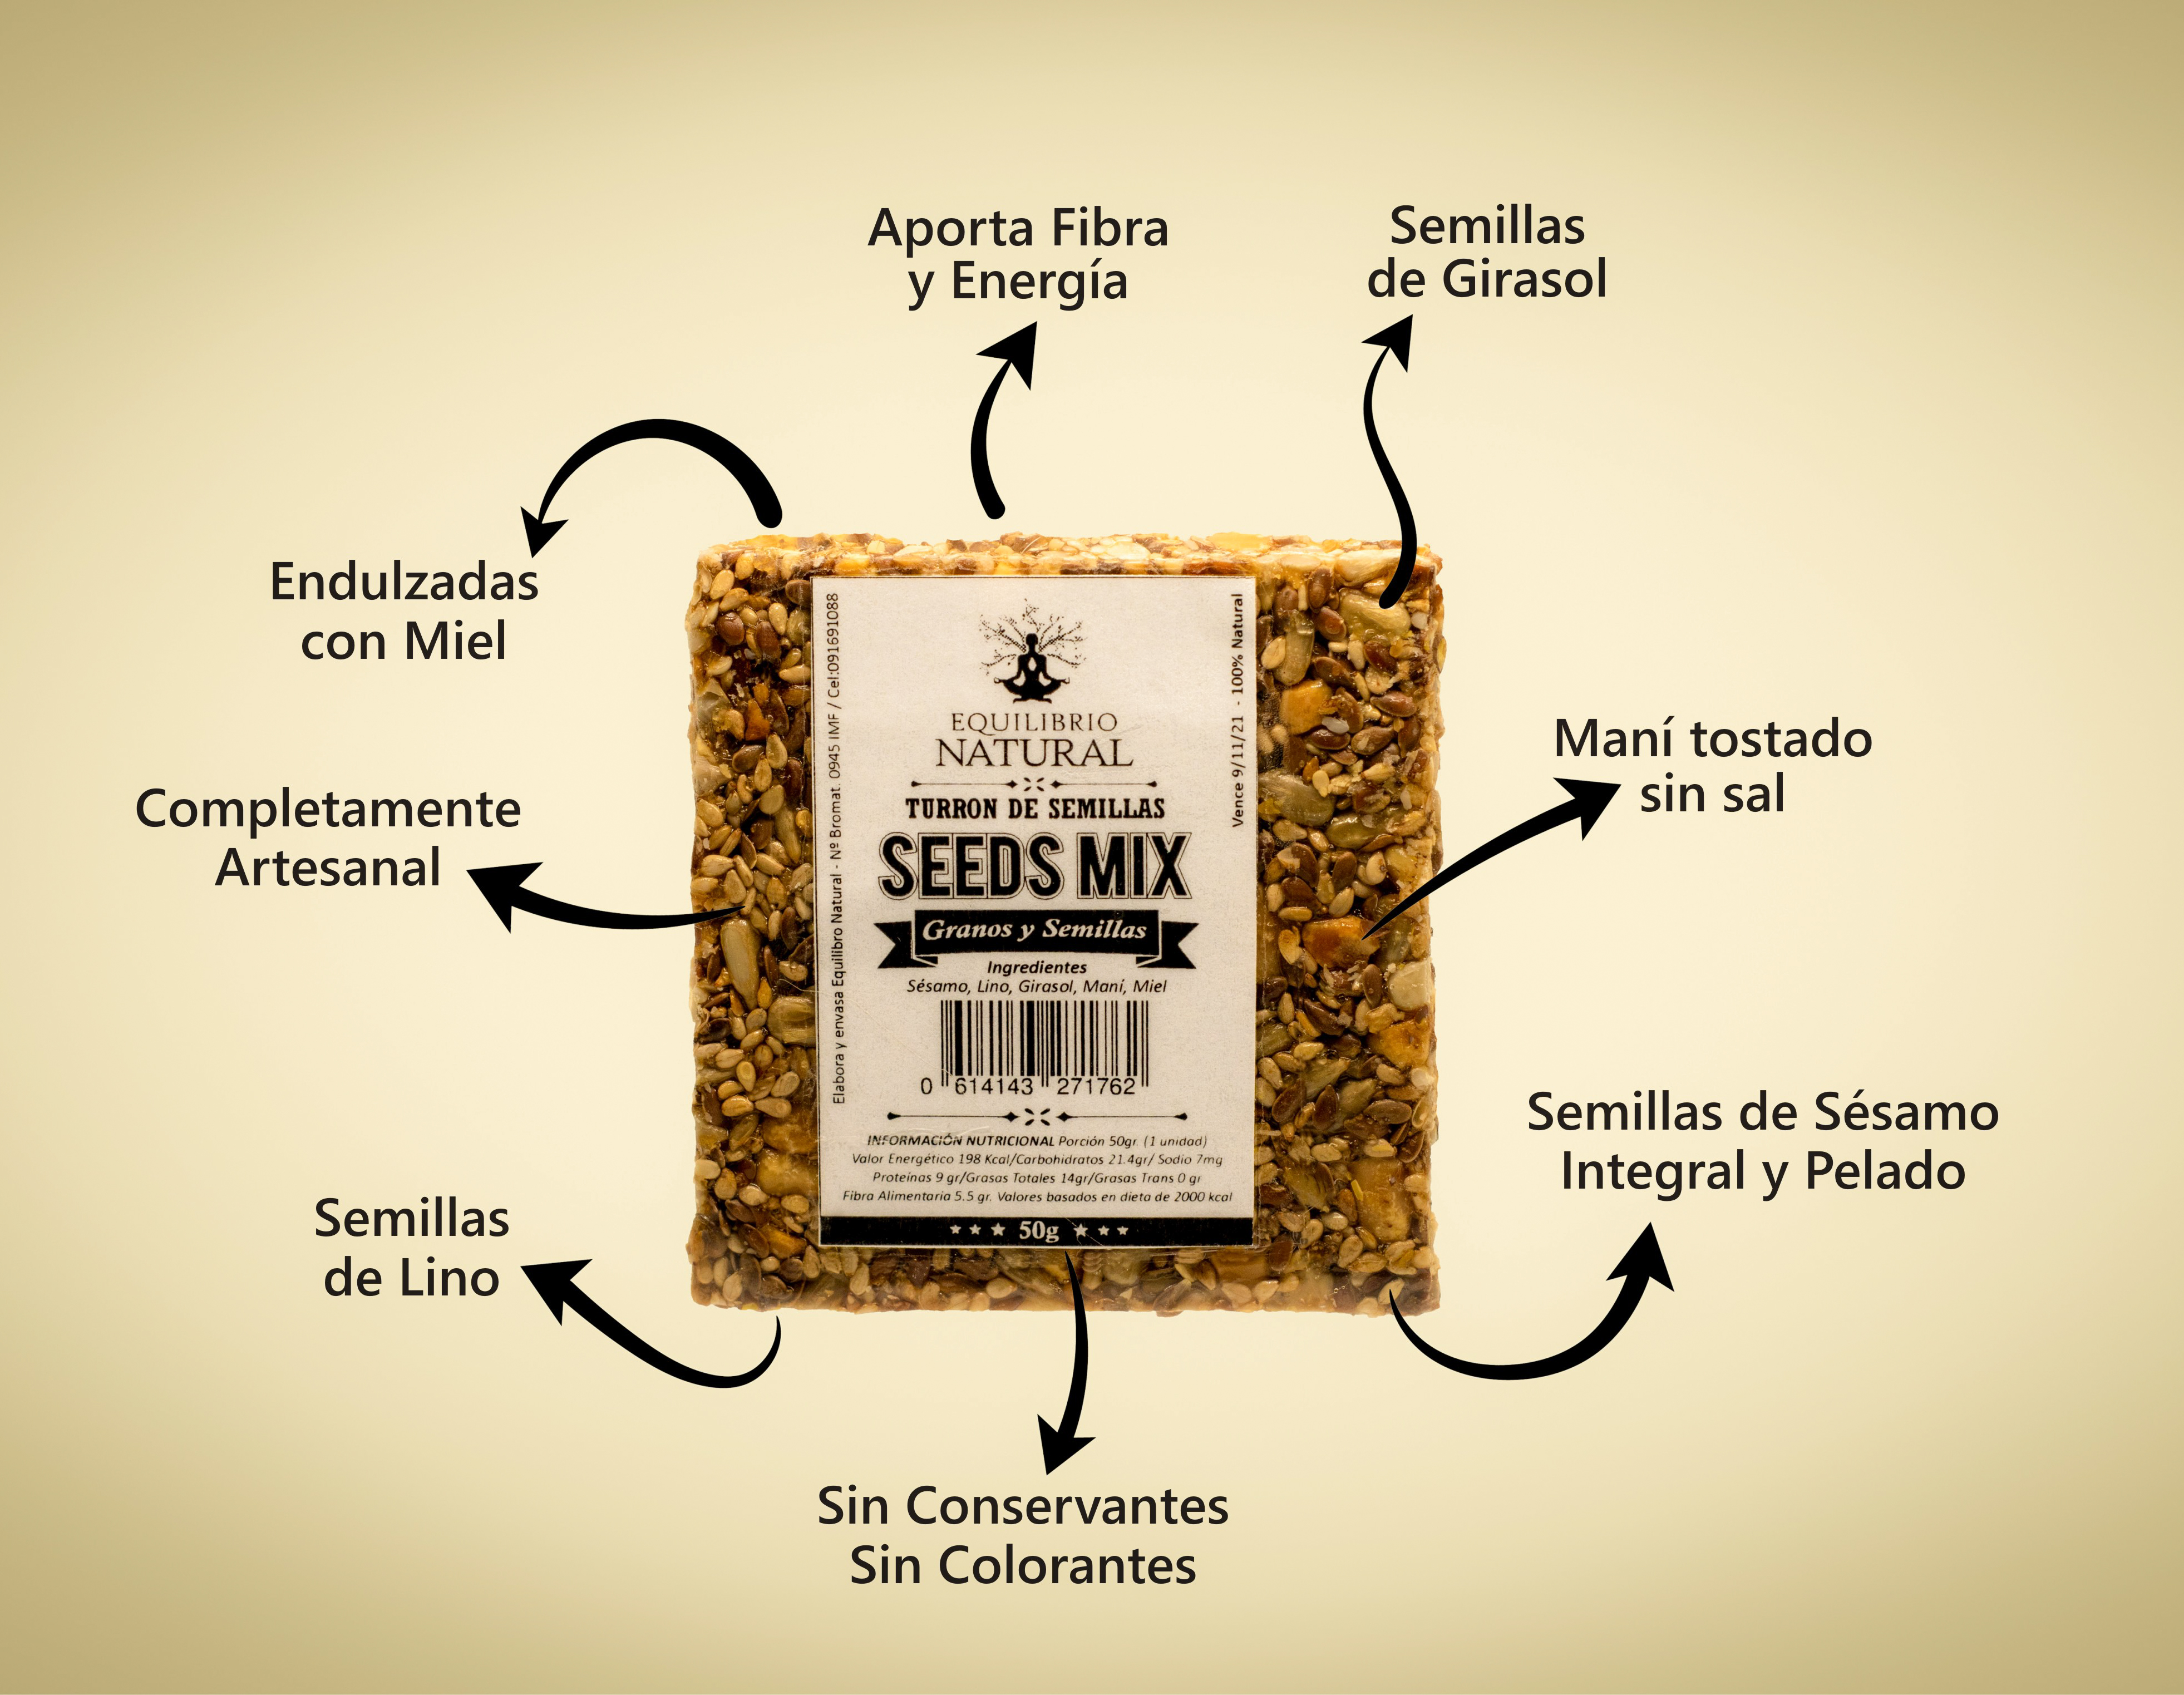 Aporta Fibra
y Energía
Semillas
de Girasol
Endulzadas
con Miel
Completamente
Artesanal
Maní tostado
sin sal
Semillas de Sésamo
Integral y Pelado
Semillas
de Lino
Sin Conservantes
Sin Colorantes
EQUILIBRIO
NATURAL
TURRON DE SEMILLAS
SEEDS MIX
Granos y Semillas
Ingredientes
Sésamo, Lino, Girasol, Maní, Miel
0 614143 271762
INFORMACIÓN NUTRICIONAL Porción 50gr. (1 unidad)
Valor Energético 198 Kcal/Carbohidratos 21.4gr/ Sodio 7mg
Proteínas 9 gr/Grasas Totales 14gr/Grasas Trans 0 gr
Fibra Alimentaria 5.5 gr. Valores basados en dieta de 2000 kcal
50g
Elabora y envasa Equilibro Natural - Nº Bromat. 0945 IMF / Cel:091691088
Vence 9/11/21 - 100% Natural